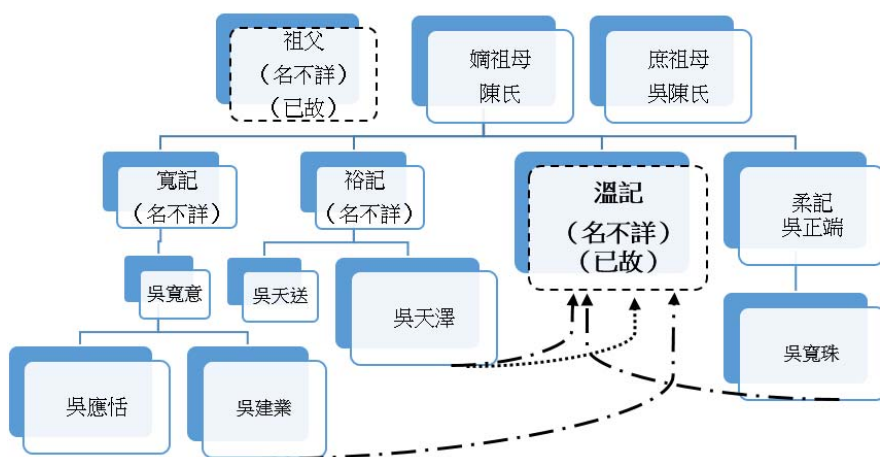 祖父
（名不詳）
（已故）
嫡祖母
陳氏
庶祖母
吳陳氏
寬記
（名不詳）
裕記
（名不詳）
溫記
（名不詳）
（已故）
柔記
吳正端
吳寬意
吳天送
吳天澤
吳寬珠
吳應恬
吳建業